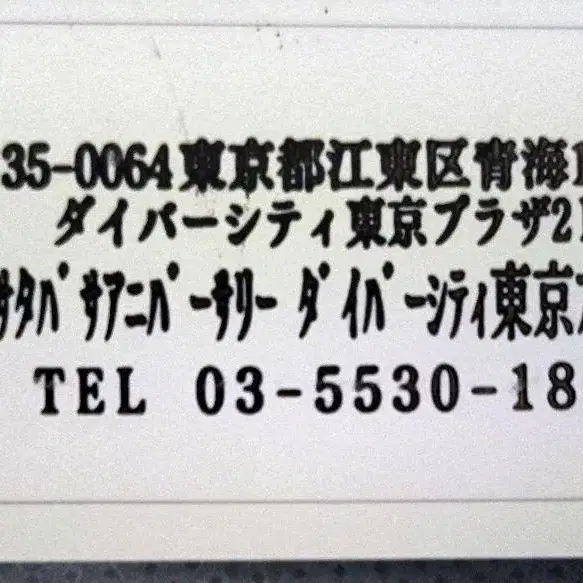 35-0064東京都江東区青海1
ダイバーシティ東京プラザ21
ｻﾀﾊﾞ ｻｱﾆﾊﾞｰｻﾘｰ ﾀﾞｲﾊﾞｰｼﾃｨ東京
TEL 03-5530-18